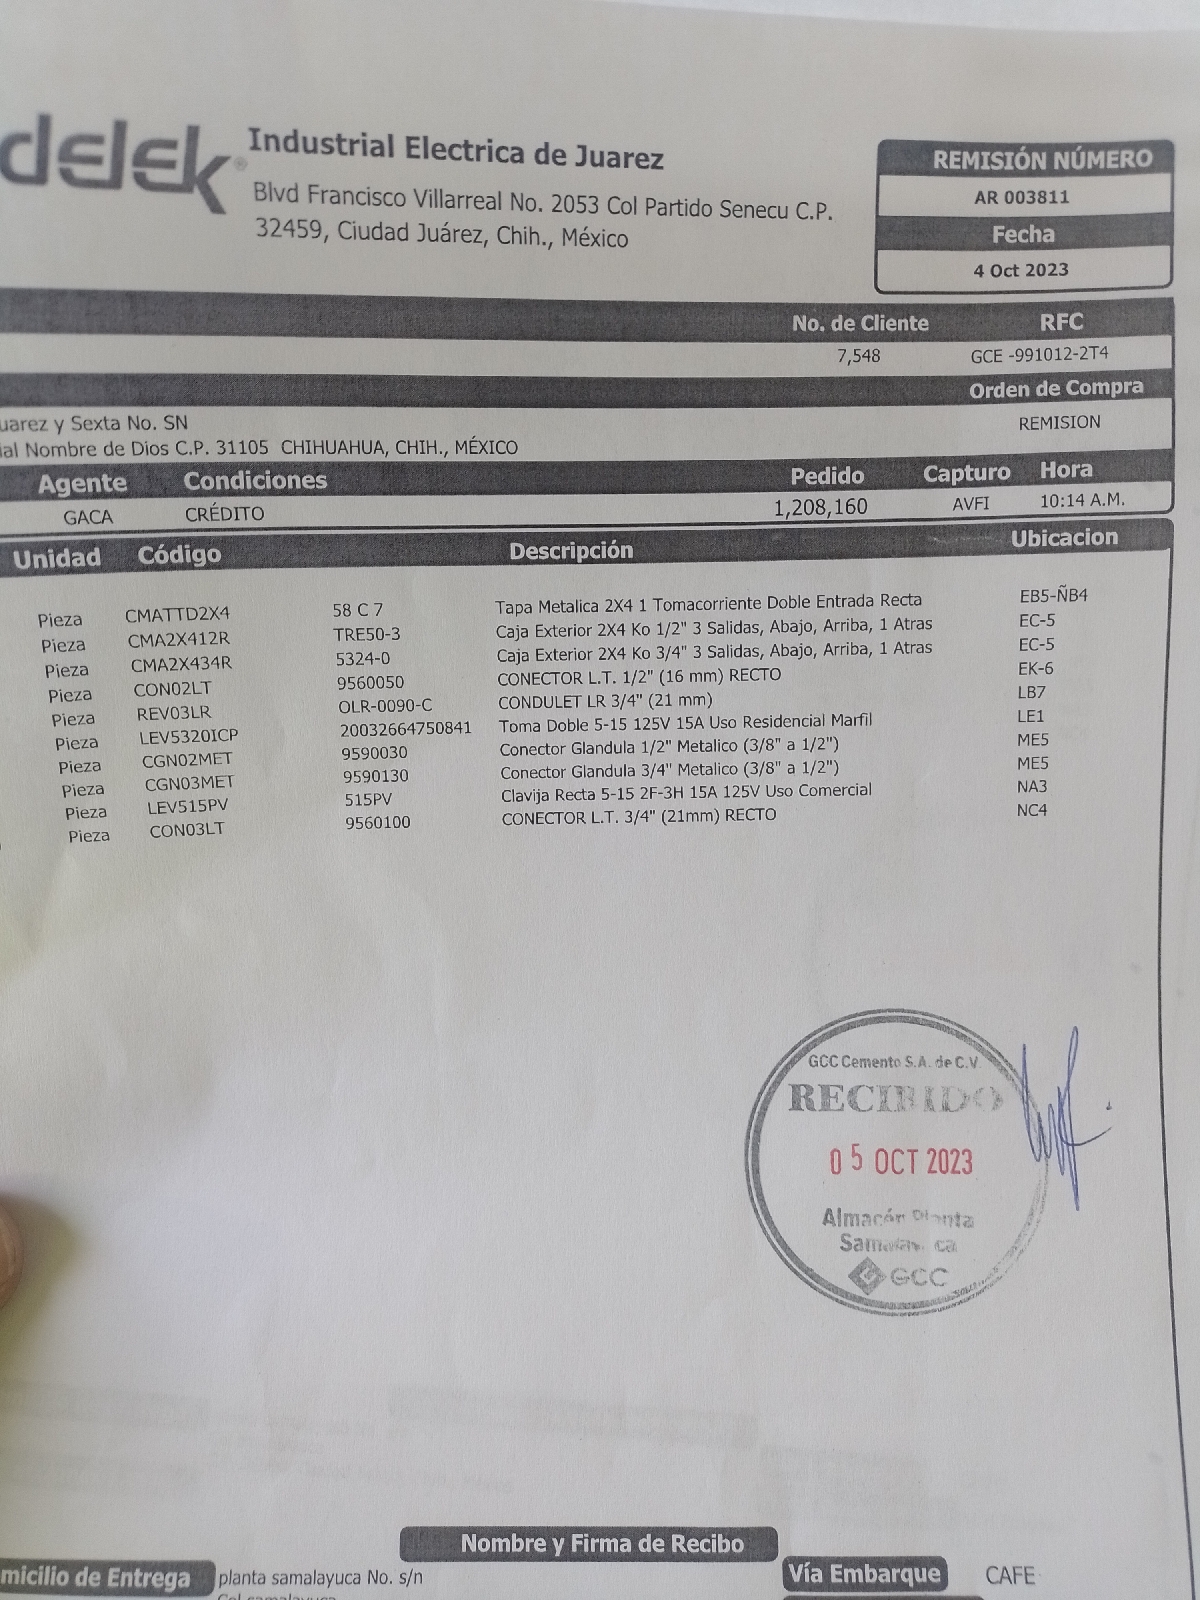 delek®
Industrial Electrica de Juarez
Blvd Francisco Villarreal No. 2053 Col Partido Senecu C.P.
32459, Ciudad Juárez, Chih., México
REMISIÓN NÚMERO
AR 003811
Fecha
4 Oct 2023
No. de Cliente RFC
7,548 GCE -991012-2T4
Orden de Compra
uarez y Sexta No. SN REMISION
ial Nombre de Dios C.P. 31105 CHIHUAHUA, CHIH., MÉXICO
Agente Condiciones Pedido Capturo Hora
GACA CRÉDITO 1,208,160 AVFI 10:14 A.M.
Unidad Código Descripción Ubicacion
Pieza CMATTD2X4 58 C 7 Tapa Metalica 2X4 1 Tomacorriente Doble Entrada Recta EB5-ÑB4
Pieza CMA2X412R TRE50-3 Caja Exterior 2X4 Ko 1/2" 3 Salidas, Abajo, Arriba, 1 Atras EC-5
Pieza CMA2X434R 5324-0 Caja Exterior 2X4 Ko 3/4" 3 Salidas, Abajo, Arriba, 1 Atras EC-5
Pieza CON02LT 9560050 CONECTOR L.T. 1/2" (16 mm) RECTO EK-6
Pieza REV03LR OLR-0090-C CONDULET LR 3/4" (21 mm) LB7
Pieza LEV5320ICP 20032664750841 Toma Doble 5-15 125V 15A Uso Residencial Marfil LE1
Pieza CGN02MET 9590030 Conector Glandula 1/2" Metalico (3/8" a 1/2") ME5
Pieza CGN03MET 9590130 Conector Glandula 3/4" Metalico (3/8" a 1/2") ME5
Pieza LEV515PV 515PV Clavija Recta 5-15 2F-3H 15A 125V Uso Comercial NA3
Pieza CON03LT 9560100 CONECTOR L.T. 3/4" (21mm) RECTO NC4
GCC Cemento S.A. de C.V.
RECIBIDO
05 OCT 2023
Almacén Planta
Samalayuca
GCC
Nombre y Firma de Recibo
micilio de Entrega planta samalayuca No. s/n Vía Embarque CAFE
Col samalayuca